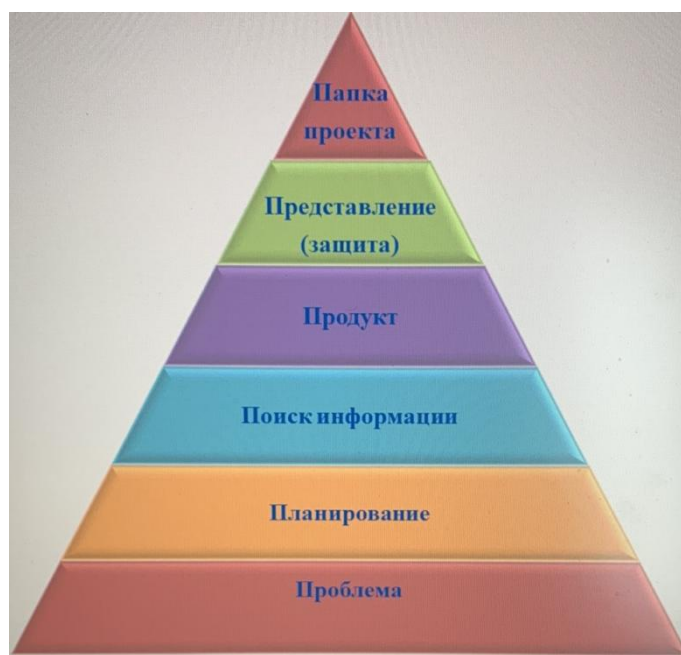 Папка
проекта
Представление
(защита)
Продукт
Поиск информации
Планирование
Проблема